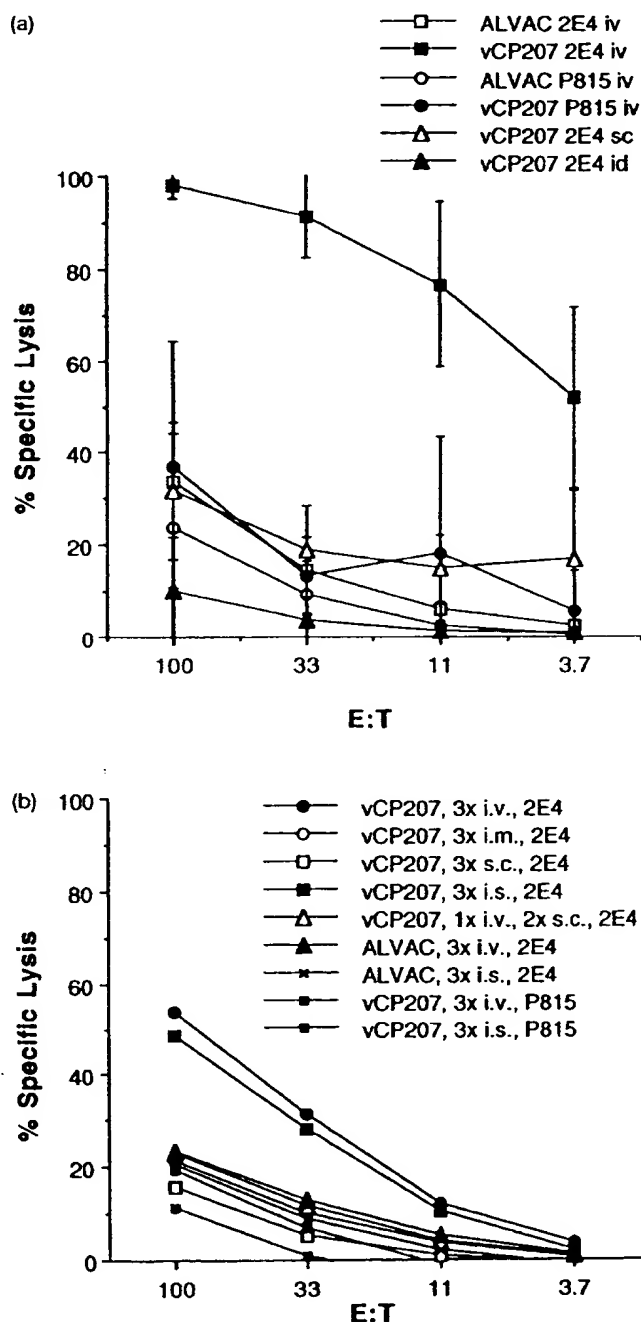 (a)
ALVAC 2E4 iv
vCP207 2E4 iv
ALVAC P815 iv
vCP207 P815 iv
vCP207 2E4 sc
vCP207 2E4 id
% Specific Lysis
100
80
60
40
20
0
100 33 11 3.7
E:T
(b)
vCP207, 3x i.v., 2E4
vCP207, 3x i.m., 2E4
vCP207, 3x s.c., 2E4
vCP207, 3x i.s., 2E4
vCP207, 1x i.v., 2x s.c., 2E4
ALVAC, 3x i.v., 2E4
ALVAC, 3x i.s., 2E4
vCP207, 3x i.v., P815
vCP207, 3x i.s., P815
% Specific Lysis
100
80
60
40
20
0
100 33 11 3.7
E:T